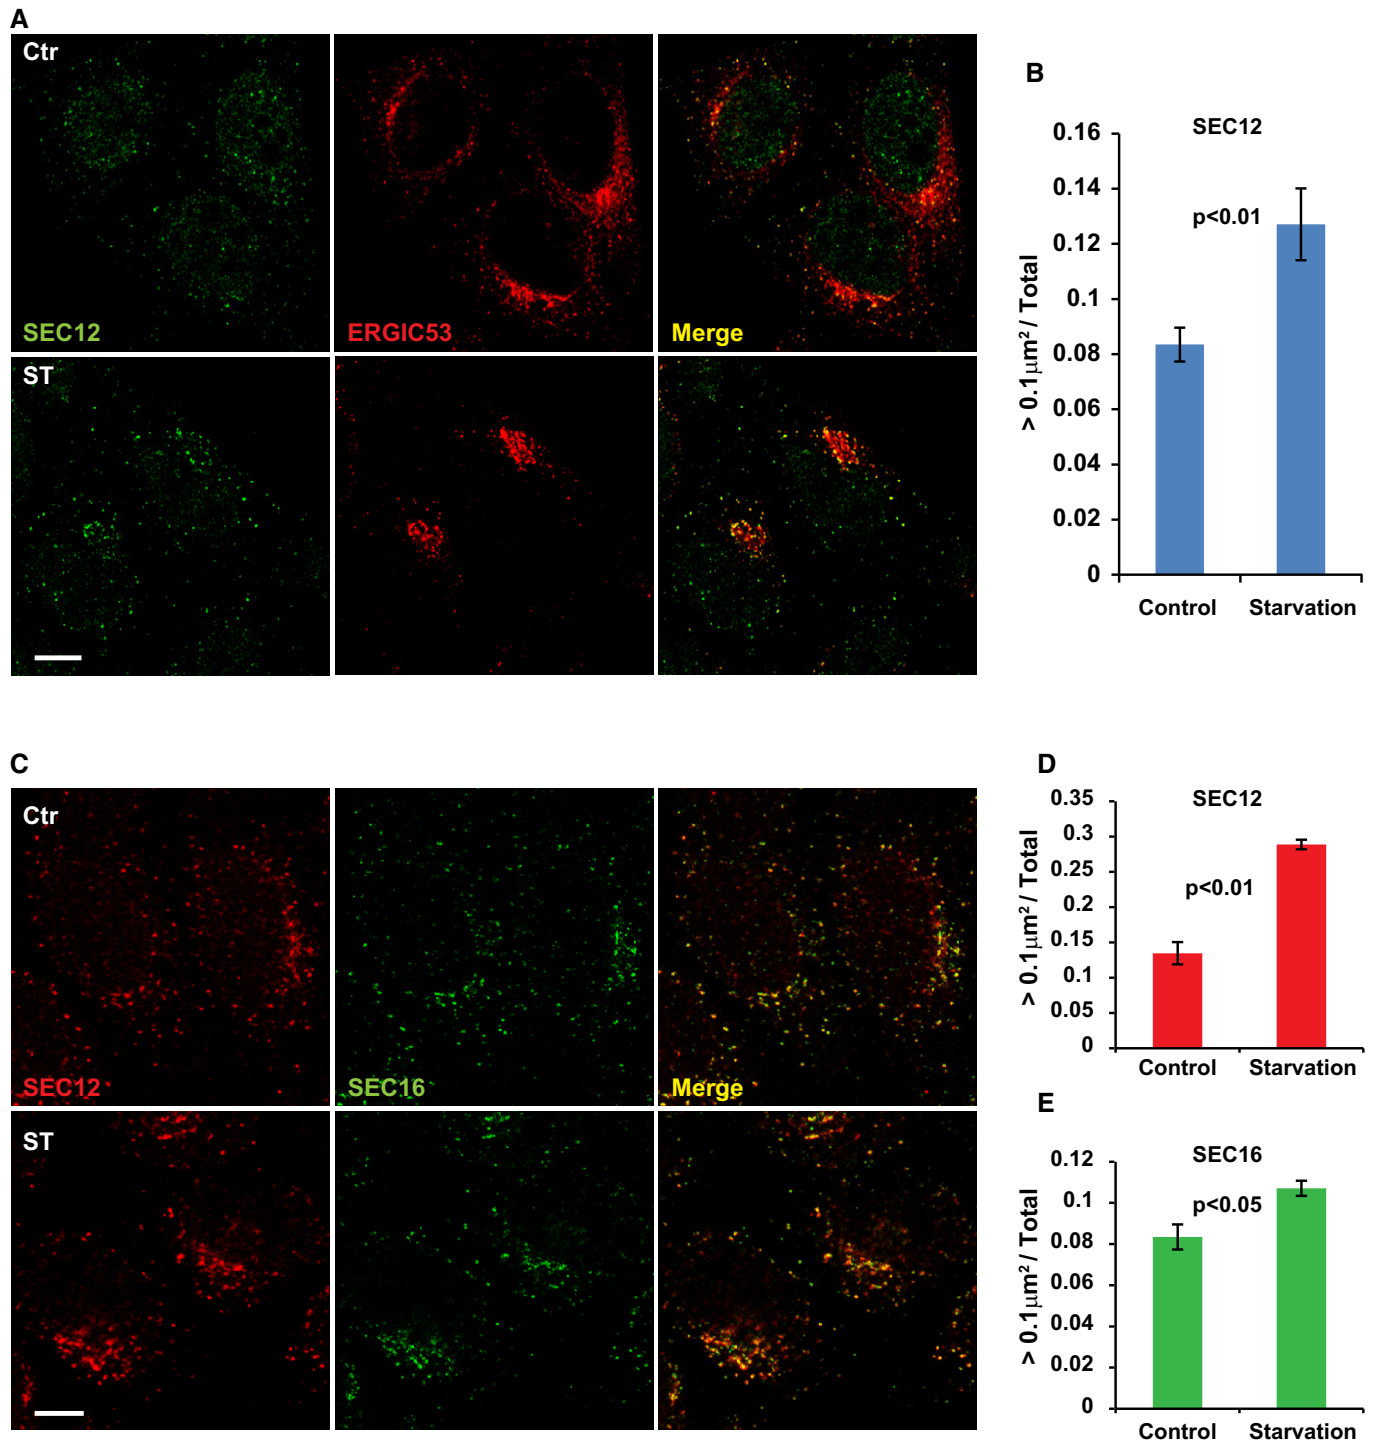 A
Ctr
SEC12
ERGIC53
Merge
ST
B
SEC12
0.16
0.14
p<0.01
0.12
0.1
0.08
0.06
0.04
0.02
0
> 0.1μm² / Total
Control Starvation
C
Ctr
SEC12
SEC16
Merge
ST
D
SEC12
0.35
0.3
0.25
p<0.01
0.2
0.15
0.1
0.05
0
> 0.1μm² / Total
Control Starvation
E
SEC16
0.12
p<0.05
0.1
0.08
0.06
0.04
0.02
0
> 0.1μm² / Total
Control Starvation